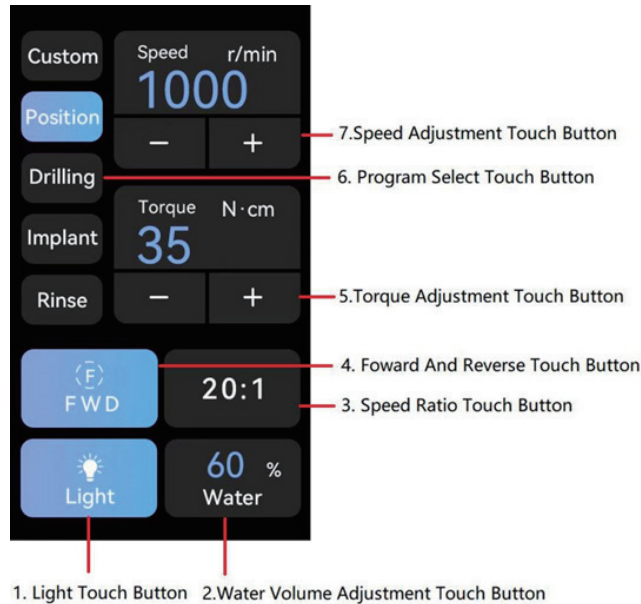 Custom
Position
Drilling
Implant
Rinse
Speed r/min
1000
− +
Torque N·cm
35
− +
F
FWD
20:1
Light
60 %
Water
7.Speed Adjustment Touch Button
6. Program Select Touch Button
5.Torque Adjustment Touch Button
4. Foward And Reverse Touch Button
3. Speed Ratio Touch Button
1. Light Touch Button 2.Water Volume Adjustment Touch Button